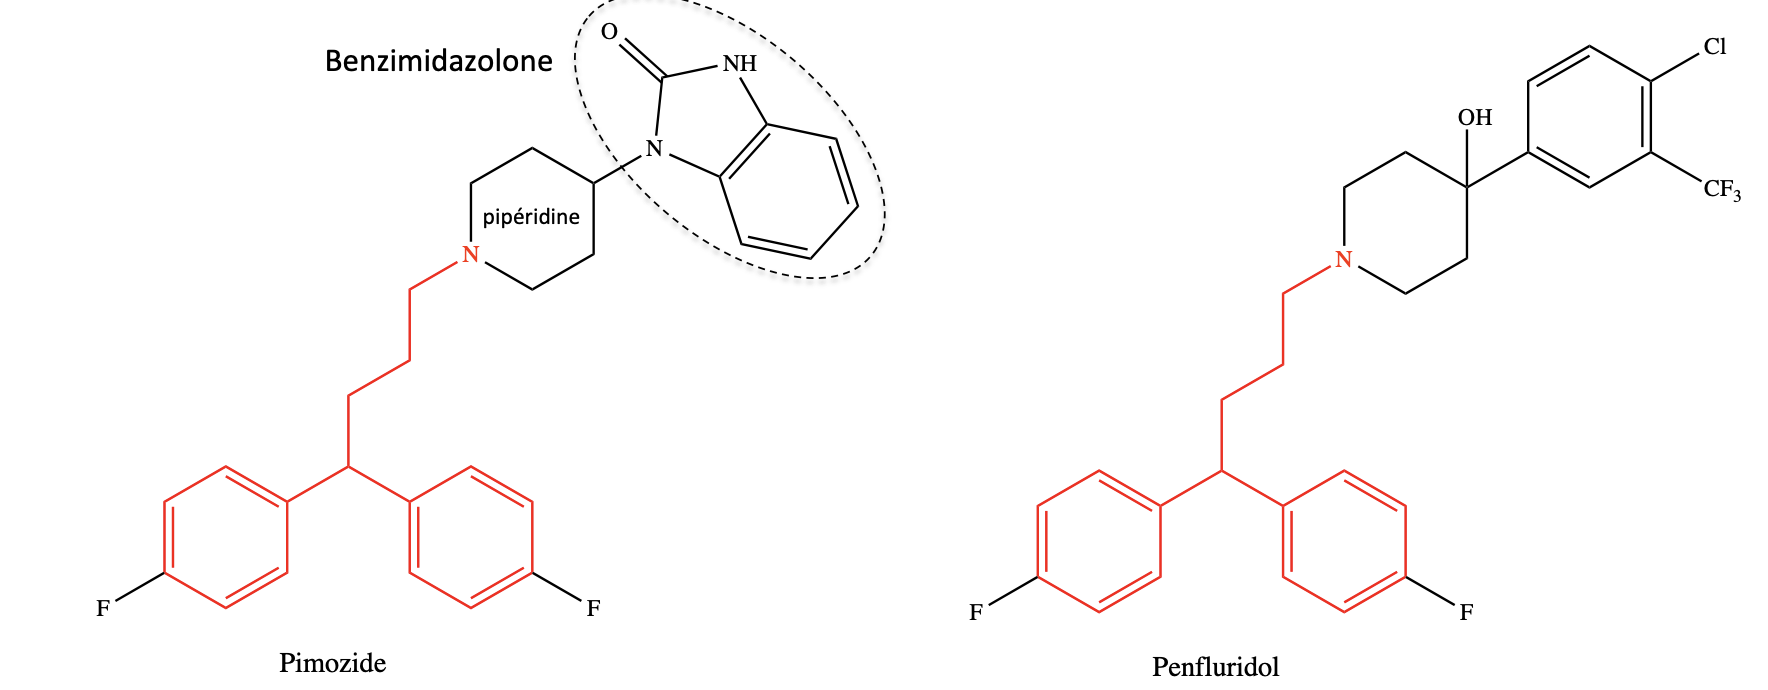 Benzimidazolone
O
NH
N
pipéridine
N
F
F
Pimozide
Cl
OH
CF3
N
F
F
Penfluridol